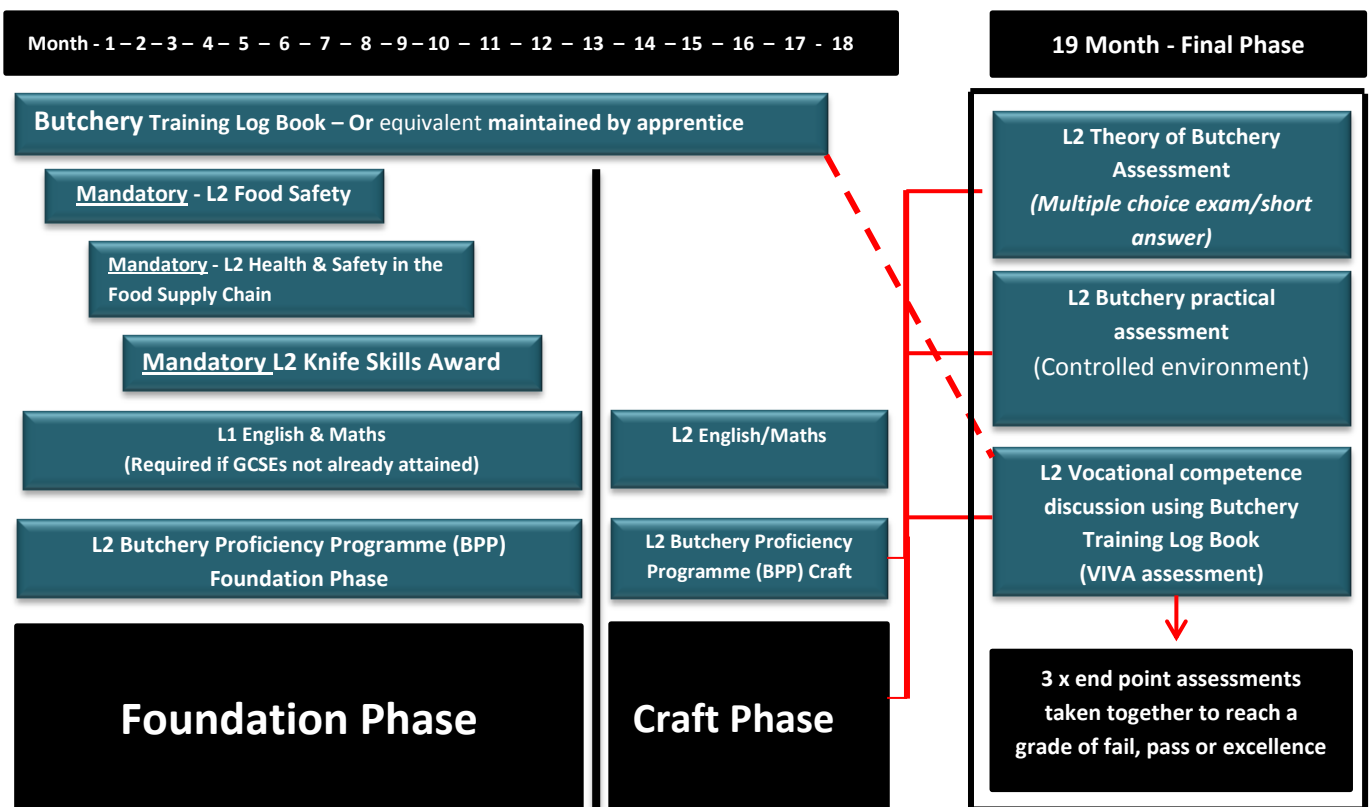 Month - 1 – 2 – 3 – 4 – 5 – 6 – 7 – 8 – 9 – 10 – 11 – 12 – 13 – 14 – 15 – 16 – 17 - 18
19 Month - Final Phase
Butchery Training Log Book – Or equivalent maintained by apprentice
Mandatory - L2 Food Safety
Mandatory - L2 Health & Safety in the
Food Supply Chain
Mandatory L2 Knife Skills Award
L1 English & Maths
(Required if GCSEs not already attained)
L2 English/Maths
L2 Butchery Proficiency Programme (BPP)
Foundation Phase
L2 Butchery Proficiency
Programme (BPP) Craft
Foundation Phase
Craft Phase
L2 Theory of Butchery
Assessment
(Multiple choice exam/short
answer)
L2 Butchery practical
assessment
(Controlled environment)
L2 Vocational competence
discussion using Butchery
Training Log Book
(VIVA assessment)
3 x end point assessments
taken together to reach a
grade of fail, pass or excellence